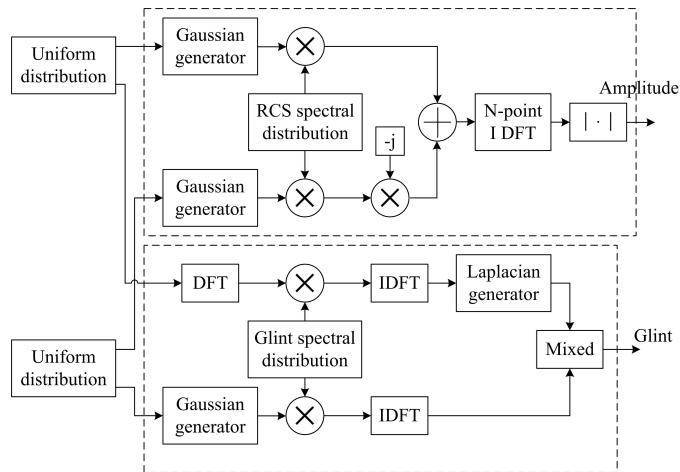 Uniform
distribution
Gaussian
generator
RCS spectral
distribution
Gaussian
generator
-j
N-point
I DFT
| · |
Amplitude
Uniform
distribution
DFT
IDFT
Laplacian
generator
Glint spectral
distribution
Gaussian
generator
IDFT
Mixed
Glint